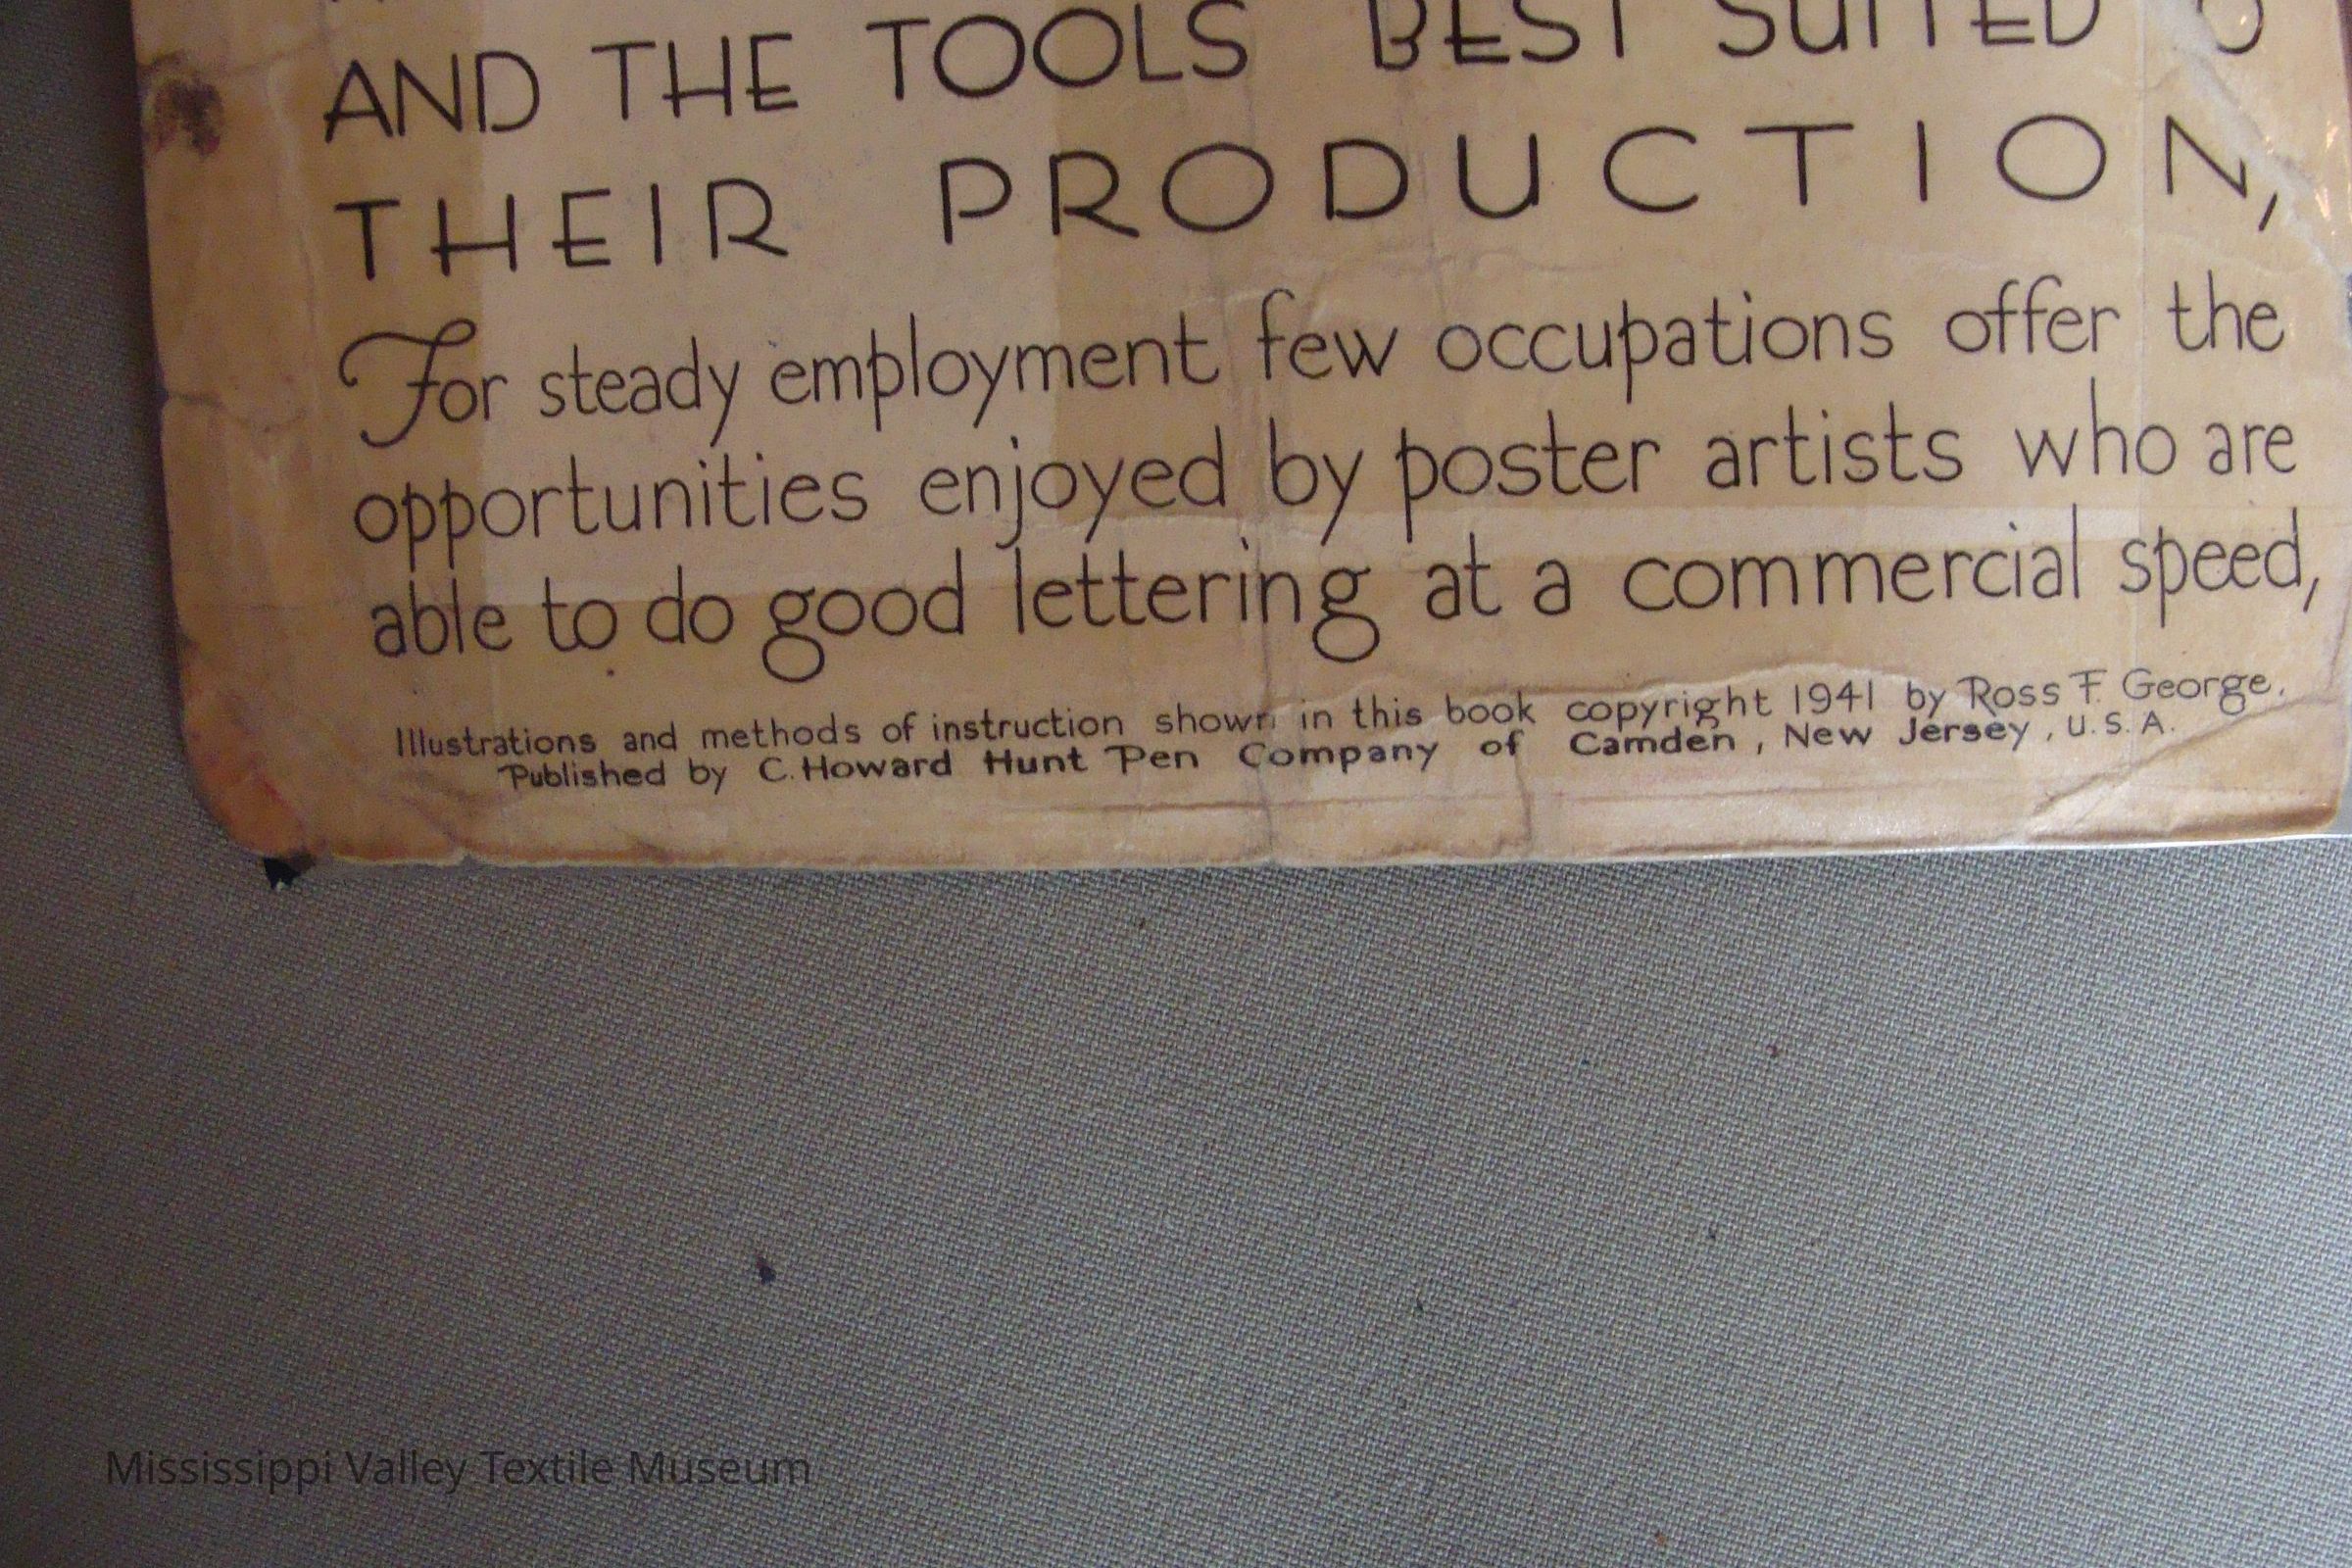 AND THE TOOLS BEST SUITED
THEIR PRODUCTION,
For steady employment few occupations offer the
opportunities enjoyed by poster artists who are
able to do good lettering at a commercial speed,
Illustrations and methods of instruction shown in this book copyright 1941 by Ross F. George.
Published by C. Howard Hunt Pen Company of Camden, New Jersey, U.S.A.
Mississippi Valley Textile Museum